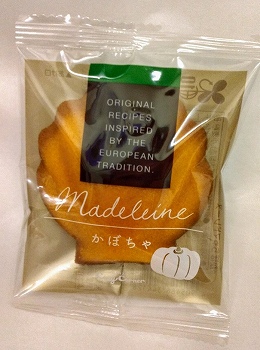 ORIGINAL
RECIPES
INSPIRED
BY THE
EUROPEAN
TRADITION.
Madeleine
かぼちゃ